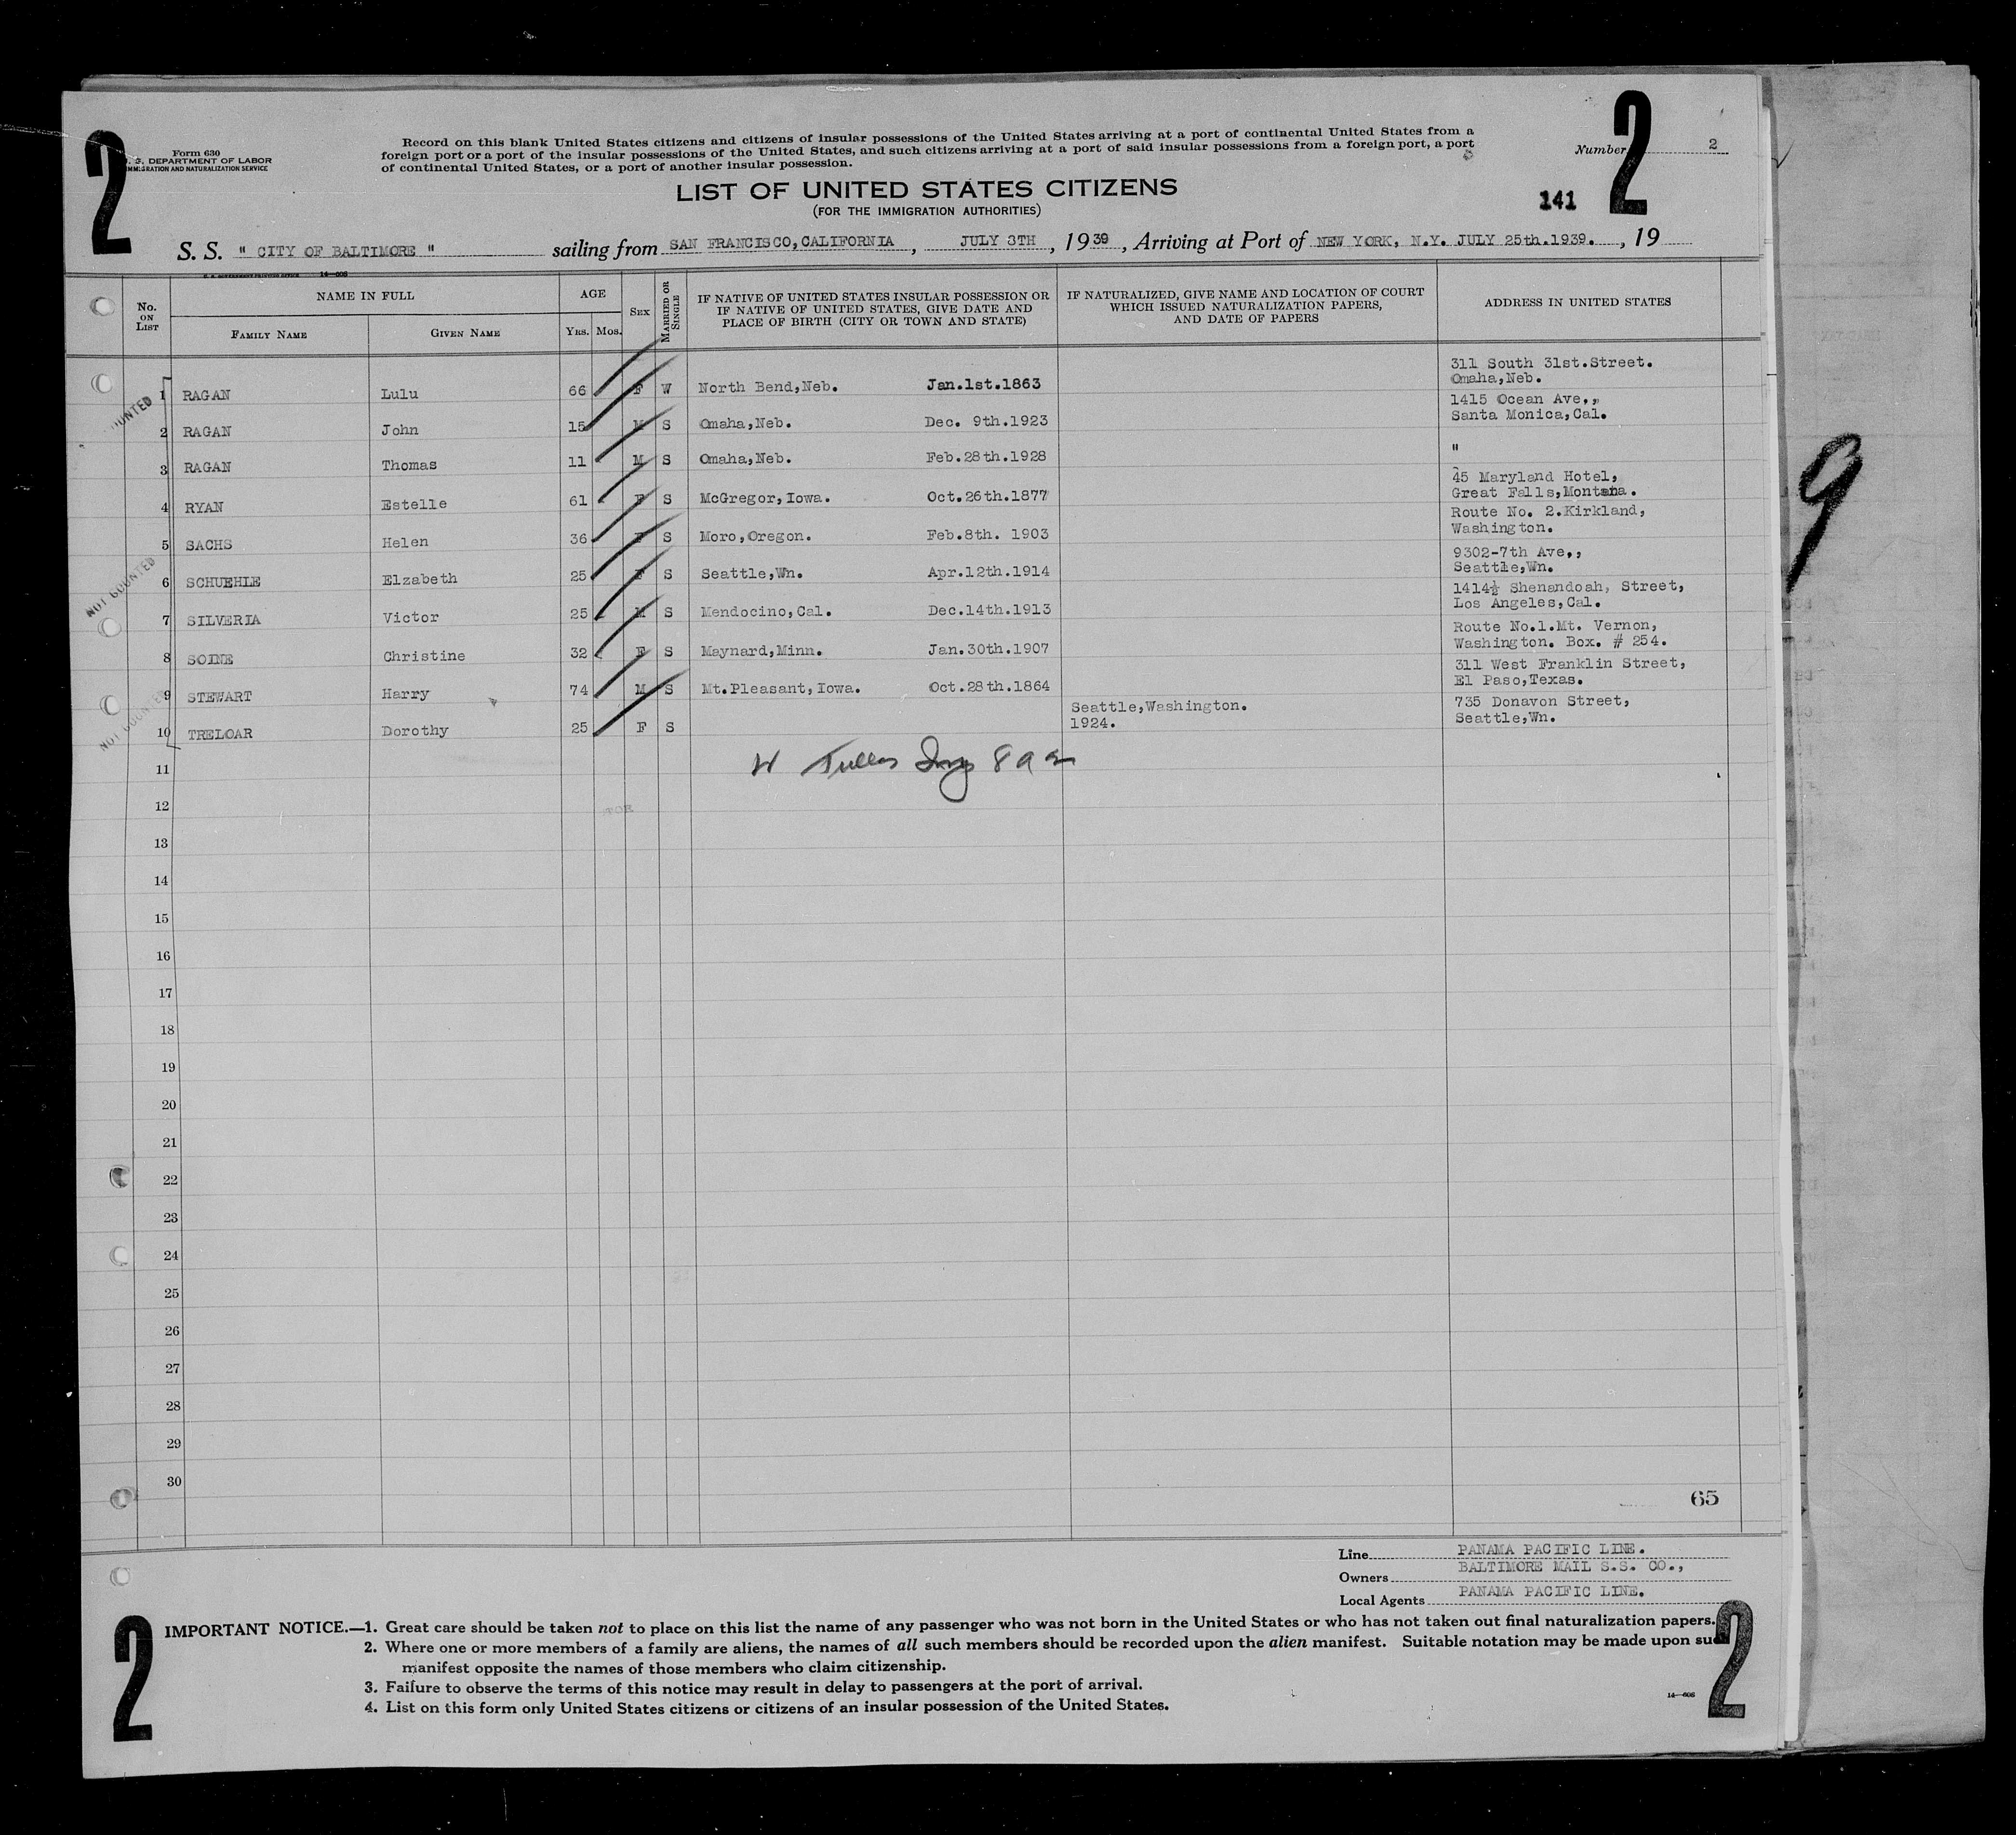 2
2
Form 630
U. S. DEPARTMENT OF LABOR
IMMIGRATION AND NATURALIZATION SERVICE
Record on this blank United States citizens and citizens of insular possessions of the United States arriving at a port of continental United States from a
foreign port or a port of the insular possessions of the United States, and such citizens arriving at a port of said insular possessions from a foreign port, a port
of continental United States, or a port of another insular possession.
Number 2
LIST OF UNITED STATES CITIZENS
(FOR THE IMMIGRATION AUTHORITIES)
141
S. S. " CITY OF BALTIMORE " sailing from SAN FRANCISCO,CALIFORNIA , JULY 3TH , 1939 , Arriving at Port of NEW YORK, N.Y. JULY 25th.1939. , 19
U. S. GOVERNMENT PRINTING OFFICE 14—608
No. ON LIST
NAME IN FULL
FAMILY NAME
GIVEN NAME
AGE
YRS. MOS.
SEX
MARRIED OR SINGLE
IF NATIVE OF UNITED STATES INSULAR POSSESSION OR
IF NATIVE OF UNITED STATES, GIVE DATE AND
PLACE OF BIRTH (CITY OR TOWN AND STATE)
IF NATURALIZED, GIVE NAME AND LOCATION OF COURT
WHICH ISSUED NATURALIZATION PAPERS,
AND DATE OF PAPERS
ADDRESS IN UNITED STATES
311 South 31st.Street.
1 RAGAN Lulu 66 F W North Bend,Neb. Jan.1st.1863 Omaha,Neb.
1415 Ocean Ave,,
2 RAGAN John 15 M S Omaha,Neb. Dec. 9th.1923 Santa Monica,Cal.
3 RAGAN Thomas 11 M S Omaha,Neb. Feb.28th.1928 "
45 Maryland Hotel,
4 RYAN Estelle 61 F S McGregor,Iowa. Oct.26th.1877 Great Falls,Montana.
Route No. 2.Kirkland,
5 SACHS Helen 36 F S Moro,Oregon. Feb.8th. 1903 Washington.
9302-7th Ave,,
6 SCHUEHLE Elzabeth 25 F S Seattle,Wn. Apr.12th.1914 Seattle,Wn.
1414½ Shenandoah, Street,
7 SILVERIA Victor 25 M S Mendocino,Cal. Dec.14th.1913 Los Angeles,Cal.
Route No.1.Mt. Vernon,
8 SOINE Christine 32 F S Maynard,Minn. Jan.30th.1907 Washington. Box. # 254.
311 West Franklin Street,
9 STEWART Harry 74 M S Mt.Pleasant,Iowa. Oct.28th.1864 El Paso,Texas.
Seattle,Washington. 735 Donavon Street,
10 TRELOAR Dorothy 25 F S 1924. Seattle,Wn.
NOT COUNTED
NOT COUNTED
9
11
12
13
14
15
16
17
18
19
20
21
22
23
24
25
26
27
28
29
30
65
Line PANAMA PACIFIC LINE.
Owners BALTIMORE MAIL S.S. CO.,
Local Agents PANAMA PACIFIC LINE.
IMPORTANT NOTICE.—1. Great care should be taken not to place on this list the name of any passenger who was not born in the United States or who has not taken out final naturalization papers.
2. Where one or more members of a family are aliens, the names of all such members should be recorded upon the alien manifest. Suitable notation may be made upon such
manifest opposite the names of those members who claim citizenship.
3. Failure to observe the terms of this notice may result in delay to passengers at the port of arrival.
4. List on this form only United States citizens or citizens of an insular possession of the United States.
14—608
2
2